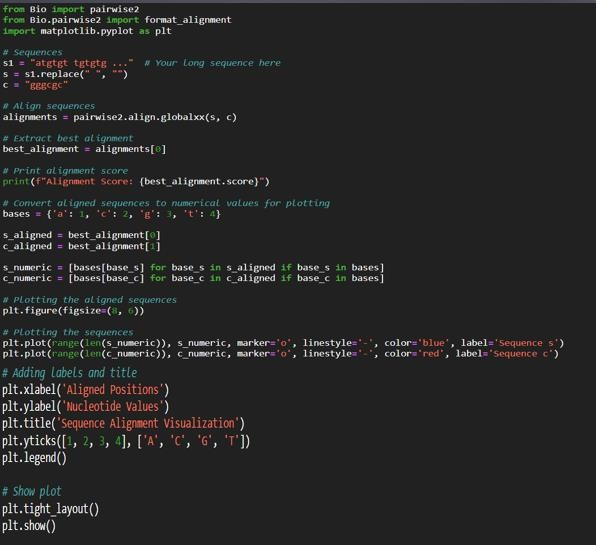 from Bio import pairwise2
from Bio.pairwise2 import format_alignment
import matplotlib.pyplot as plt
# Sequences
s1 = "atgtgt tgtgtg ..."  # Your long sequence here
s = s1.replace(" ", "")
c = "gggcgc"
# Align sequences
alignments = pairwise2.align.globalxx(s, c)
# Extract best alignment
best_alignment = alignments[0]
# Print alignment score
print(f"Alignment Score: {best_alignment.score}")
# Convert aligned sequences to numerical values for plotting
bases = {'a': 1, 'c': 2, 'g': 3, 't': 4}
s_aligned = best_alignment[0]
c_aligned = best_alignment[1]
s_numeric = [bases[base_s] for base_s in s_aligned if base_s in bases]
c_numeric = [bases[base_c] for base_c in c_aligned if base_c in bases]
# Plotting the aligned sequences
plt.figure(figsize=(8, 6))
# Plotting the sequences
plt.plot(range(len(s_numeric)), s_numeric, marker='o', linestyle='-', color='blue', label='Sequence s')
plt.plot(range(len(c_numeric)), c_numeric, marker='o', linestyle='-', color='red', label='Sequence c')
# Adding labels and title
plt.xlabel('Aligned Positions')
plt.ylabel('Nucleotide Values')
plt.title('Sequence Alignment Visualization')
plt.yticks([1, 2, 3, 4], ['A', 'C', 'G', 'T'])
plt.legend()
# Show plot
plt.tight_layout()
plt.show()